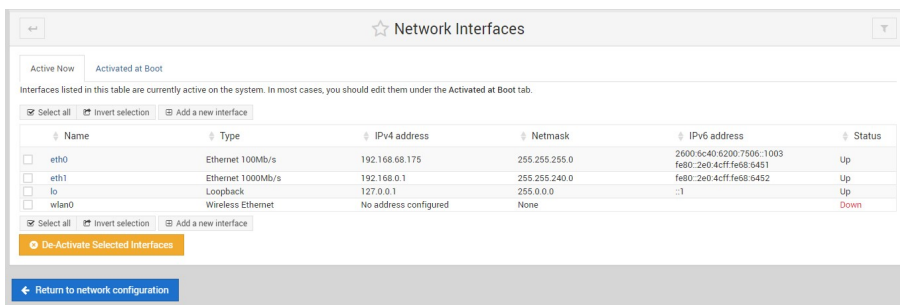 Network Interfaces
Active Now Activated at Boot
Interfaces listed in this table are currently active on the system. In most cases, you should edit them under the Activated at Boot tab.
Select all Invert selection Add a new interface
Name Type IPv4 address Netmask IPv6 address Status
eth0 Ethernet 100Mb/s 192.168.68.175 255.255.255.0 2600:6c40:6200:7506::1003 Up
fe80::2e0:4cff:fe68:6451
eth1 Ethernet 1000Mb/s 192.168.0.1 255.255.240.0 fe80::2e0:4cff:fe68:6452 Up
lo Loopback 127.0.0.1 255.0.0.0 ::1 Up
wlan0 Wireless Ethernet No address configured None Down
Select all Invert selection Add a new interface
De-Activate Selected Interfaces
Return to network configuration